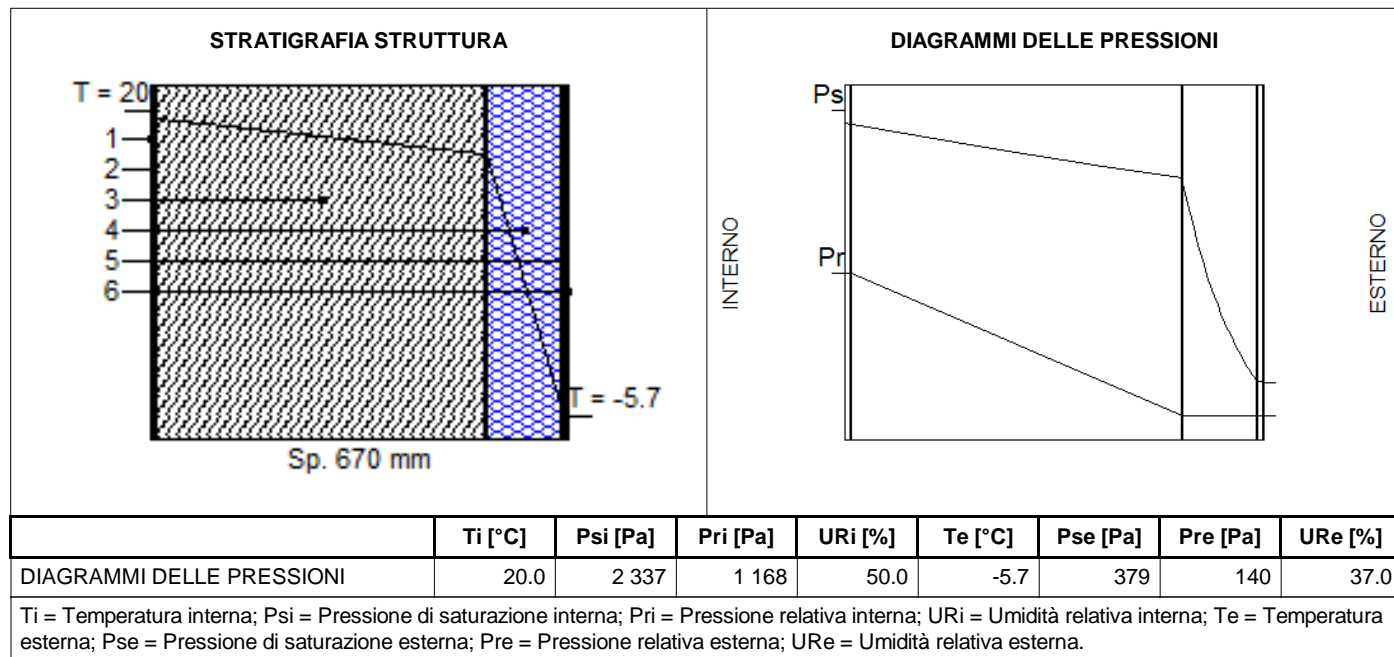 STRATIGRAFIA STRUTTURA
T = 20
1
2
3
4
5
6
T = -5.7
Sp. 670 mm
DIAGRAMMI DELLE PRESSIONI
Ps
Pr
INTERNO
ESTERNO
Ti [°C] Psi [Pa] Pri [Pa] URi [%] Te [°C] Pse [Pa] Pre [Pa] URe [%]
DIAGRAMMI DELLE PRESSIONI 20.0 2 337 1 168 50.0 -5.7 379 140 37.0
Ti = Temperatura interna; Psi = Pressione di saturazione interna; Pri = Pressione relativa interna; URi = Umidità relativa interna; Te = Temperatura
esterna; Pse = Pressione di saturazione esterna; Pre = Pressione relativa esterna; URe = Umidità relativa esterna.